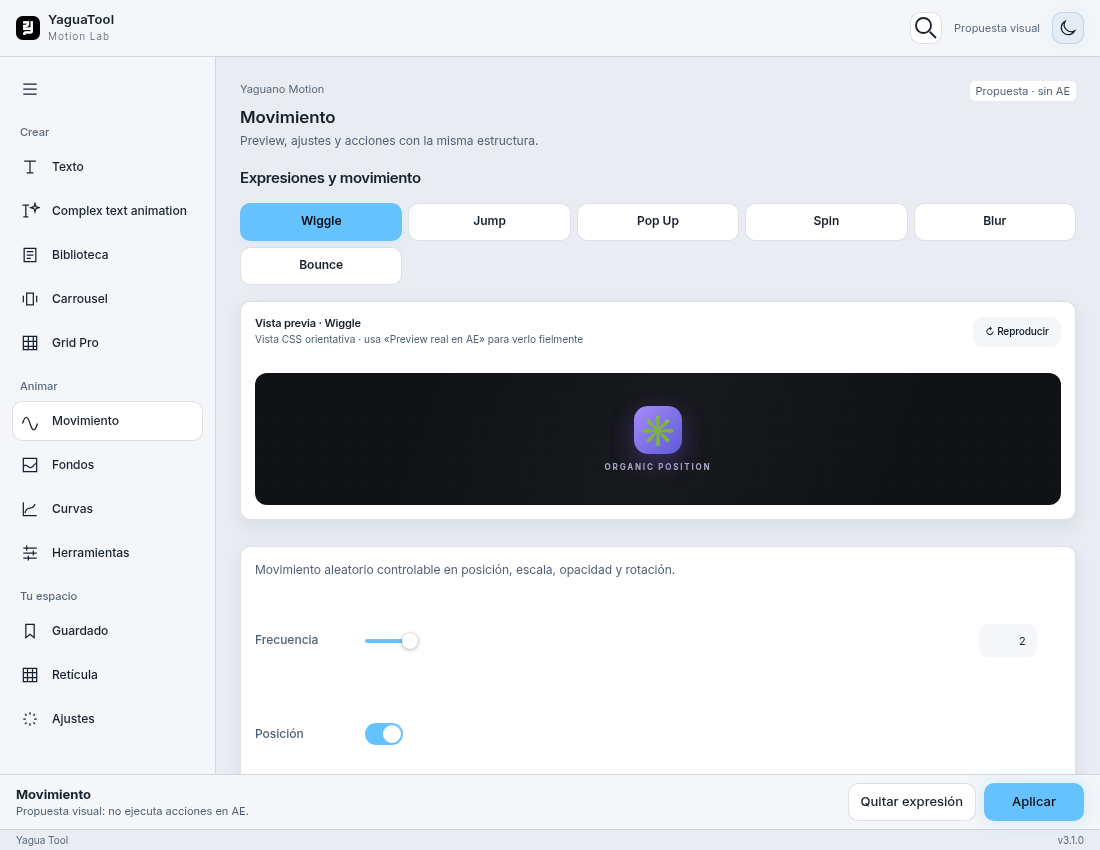 YaguaTool
Motion Lab
Propuesta visual
Crear
Texto
Complex text animation
Biblioteca
Carrousel
Grid Pro
Animar
Movimiento
Fondos
Curvas
Herramientas
Tu espacio
Guardado
Retícula
Ajustes
Yaguano Motion
Propuesta · sin AE
Movimiento
Preview, ajustes y acciones con la misma estructura.
Expresiones y movimiento
Wiggle
Jump
Pop Up
Spin
Blur
Bounce
Vista previa · Wiggle
Vista CSS orientativa · usa «Preview real en AE» para verlo fielmente
Reproducir
ORGANIC POSITION
Movimiento aleatorio controlable en posición, escala, opacidad y rotación.
Frecuencia
2
Posición
Movimiento
Propuesta visual: no ejecuta acciones en AE.
Quitar expresión
Aplicar
Yagua Tool
v3.1.0